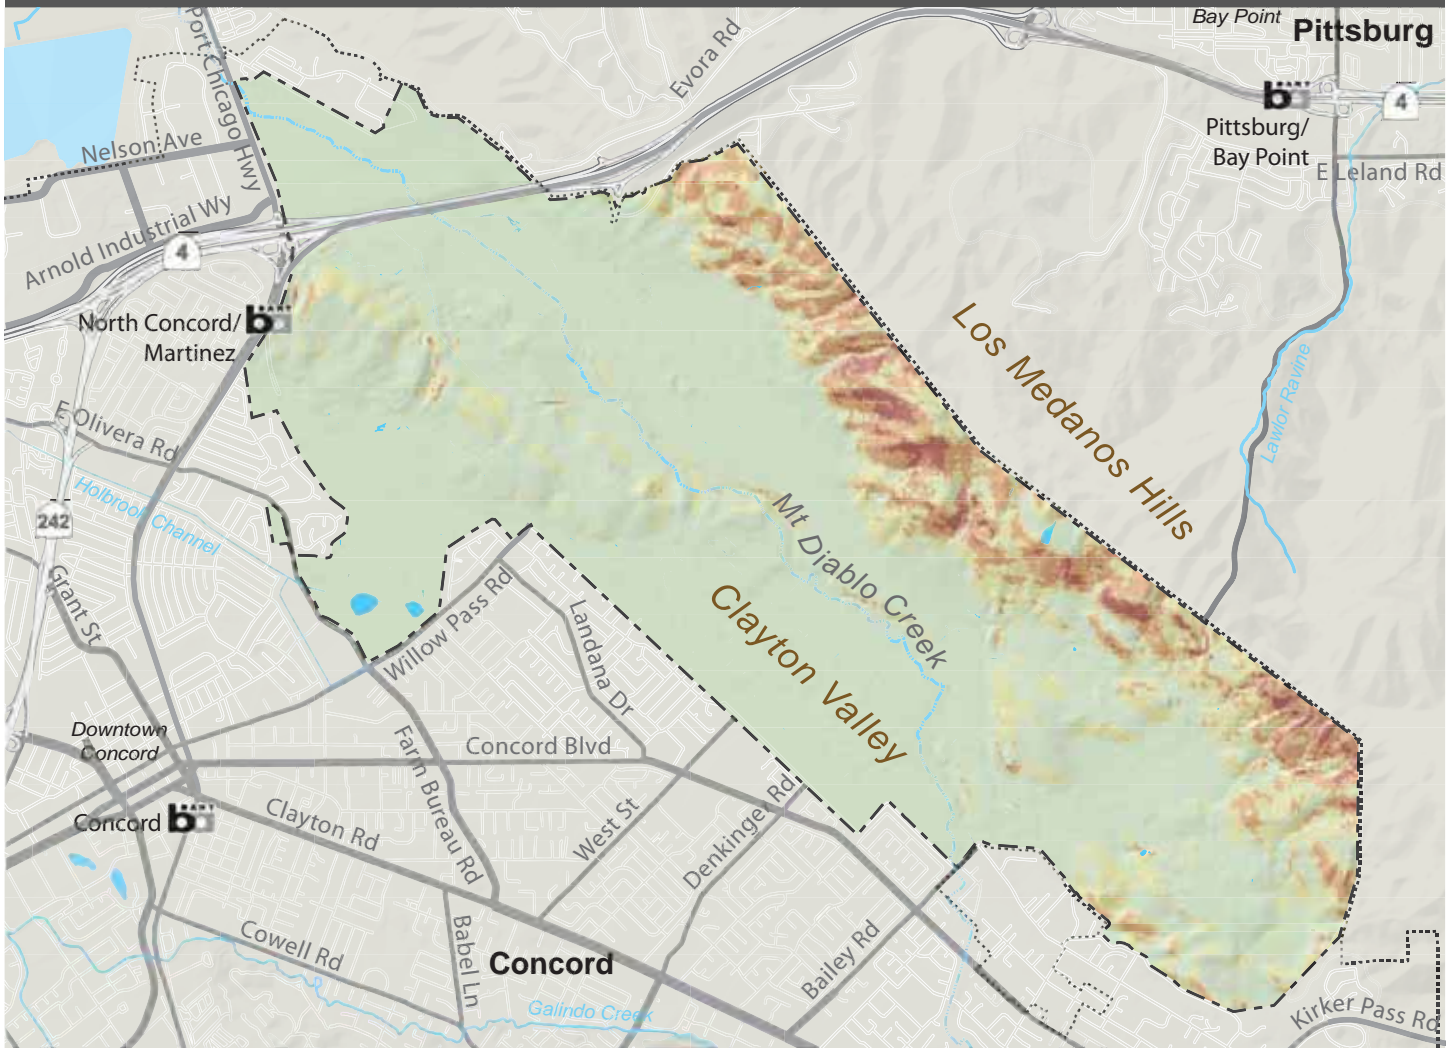 Bay Point
Pittsburg
Port Chicago Hwy
Evora Rd
4
Pittsburg/
Bay Point
Nelson Ave
E Leland Rd
Arnold Industrial Wy
4
North Concord/
Martinez
Los Medanos Hills
Lawlor Ravine
E Olivera Rd
Holbrook Channel
242
Mt Diablo Creek
Grant St
Clayton Valley
Willow Pass Rd
Landana Dr
Downtown
Concord
Concord Blvd
Farm Bureau Rd
Concord
Clayton Rd
West St
Denkinger Rd
Cowell Rd
Babel Ln
Concord
Bailey Rd
Galindo Creek
Kirker Pass Rd